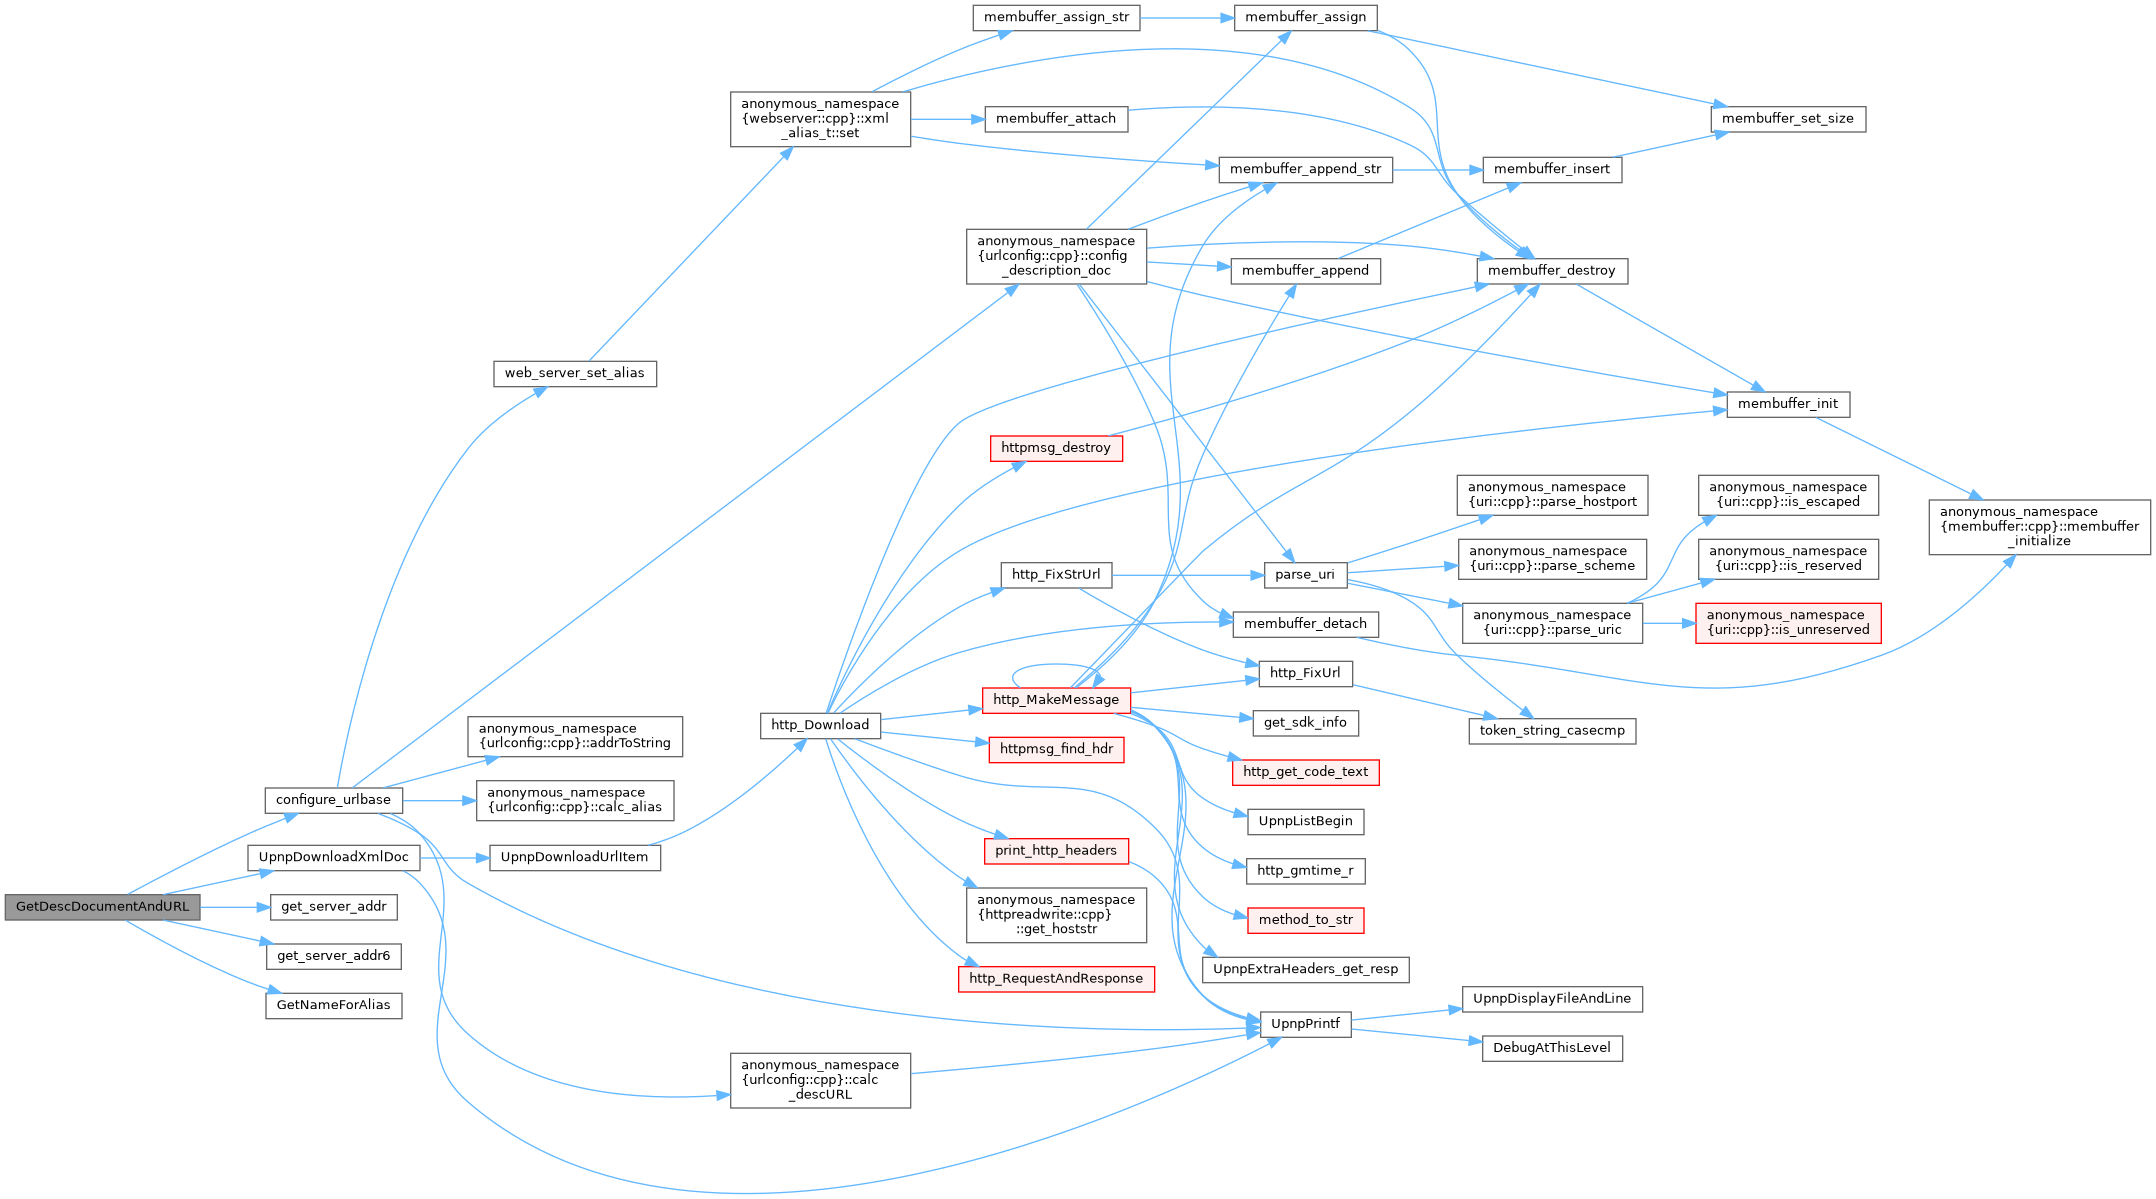 GetDescDocumentAndURL
configure_urlbase
UpnpDownloadXmlDoc
get_server_addr
get_server_addr6
GetNameForAlias
web_server_set_alias
anonymous_namespace
{urlconfig::cpp}::addrToString
anonymous_namespace
{urlconfig::cpp}::calc_alias
UpnpDownloadUrlItem
anonymous_namespace
{webserver::cpp}::xml
_alias_t::set
http_Download
anonymous_namespace
{urlconfig::cpp}::calc
_descURL
membuffer_assign_str
membuffer_attach
anonymous_namespace
{urlconfig::cpp}::config
_description_doc
httpmsg_destroy
http_FixStrUrl
http_MakeMessage
httpmsg_find_hdr
print_http_headers
anonymous_namespace
{httpreadwrite::cpp}
::get_hoststr
http_RequestAndResponse
membuffer_assign
membuffer_append_str
membuffer_append
parse_uri
membuffer_detach
http_FixUrl
get_sdk_info
http_get_code_text
UpnpListBegin
http_gmtime_r
method_to_str
UpnpExtraHeaders_get_resp
UpnpPrintf
membuffer_insert
membuffer_destroy
anonymous_namespace
{uri::cpp}::parse_hostport
anonymous_namespace
{uri::cpp}::parse_scheme
anonymous_namespace
{uri::cpp}::parse_uric
token_string_casecmp
UpnpDisplayFileAndLine
DebugAtThisLevel
membuffer_set_size
membuffer_init
anonymous_namespace
{uri::cpp}::is_escaped
anonymous_namespace
{uri::cpp}::is_reserved
anonymous_namespace
{uri::cpp}::is_unreserved
anonymous_namespace
{membuffer::cpp}::membuffer
_initialize